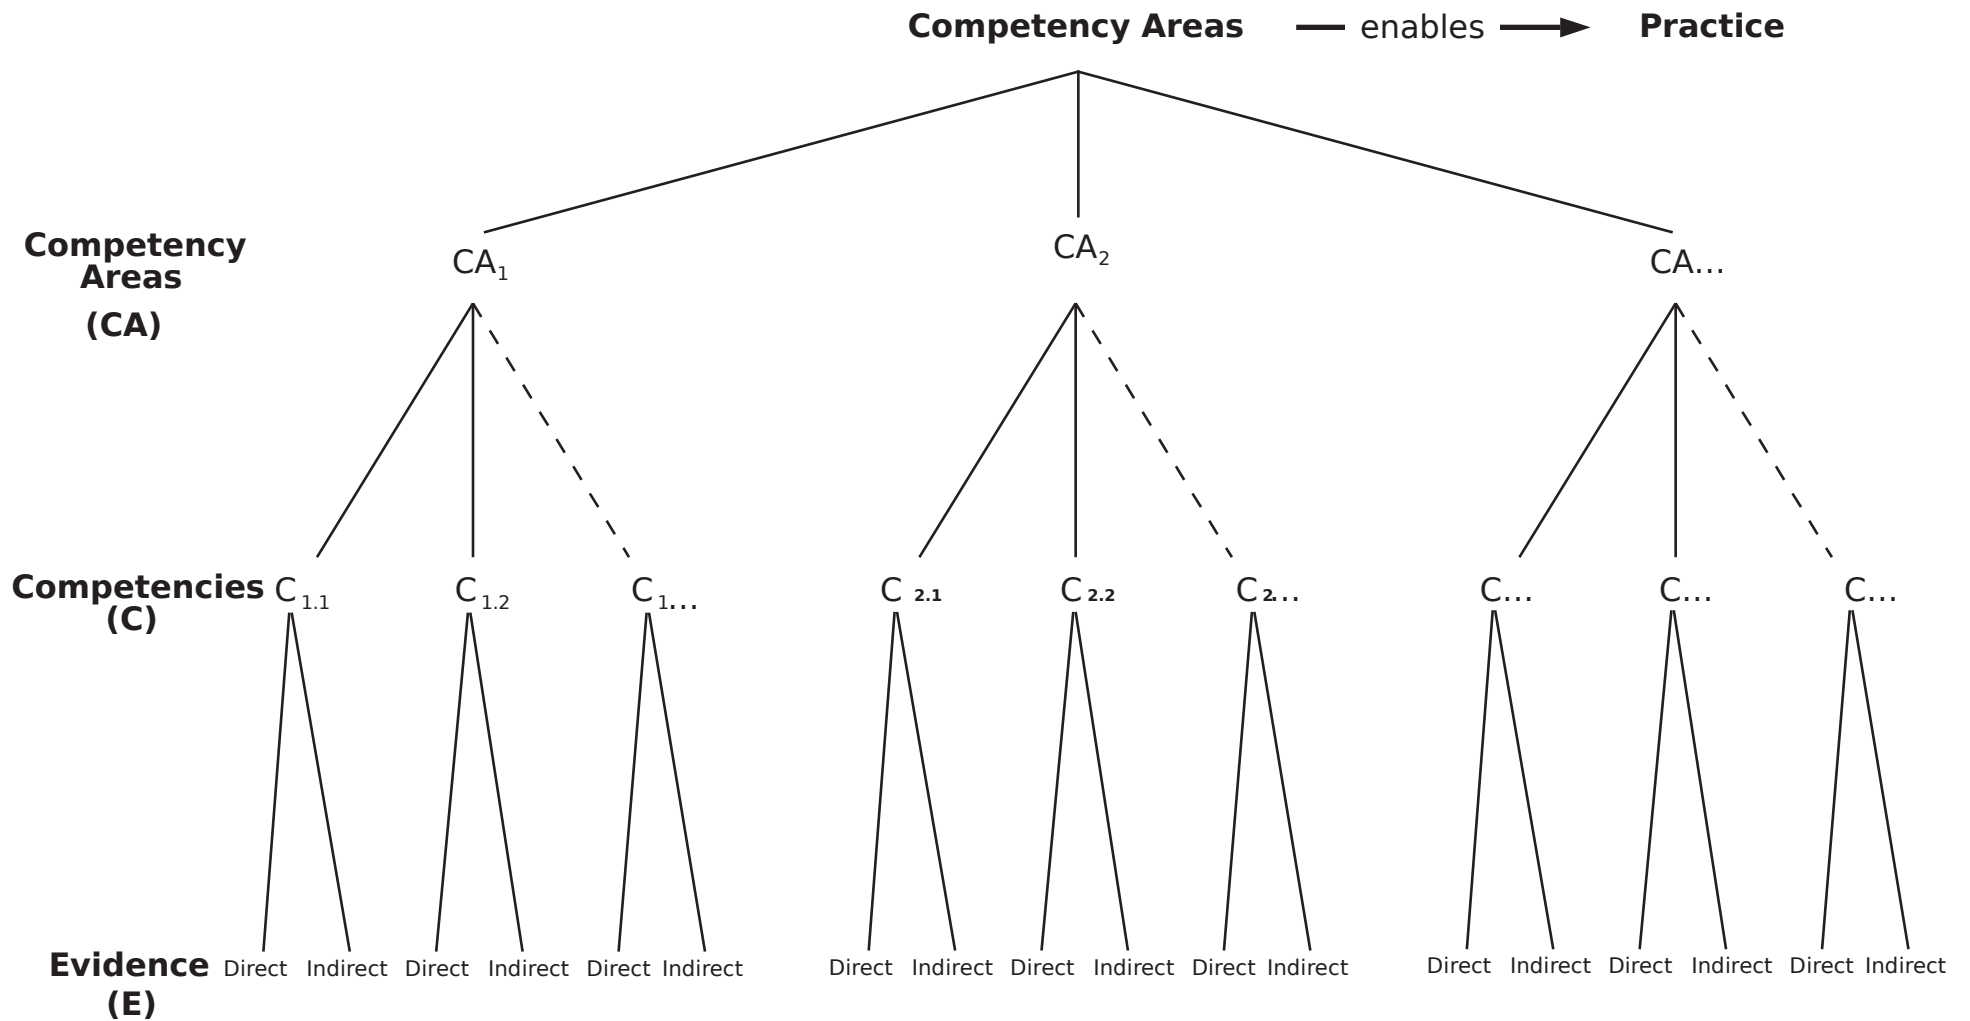 Competency Areas — enables → Practice
Competency
Areas
(CA)
CA1
CA2
CA...
Competencies
(C)
C 1.1
C 1.2
C 1...
C 2.1
C 2.2
C 2...
C...
C...
C...
Evidence
(E)
Direct Indirect Direct Indirect Direct Indirect Direct Indirect Direct Indirect Direct Indirect Direct Indirect Direct Indirect Direct Indirect